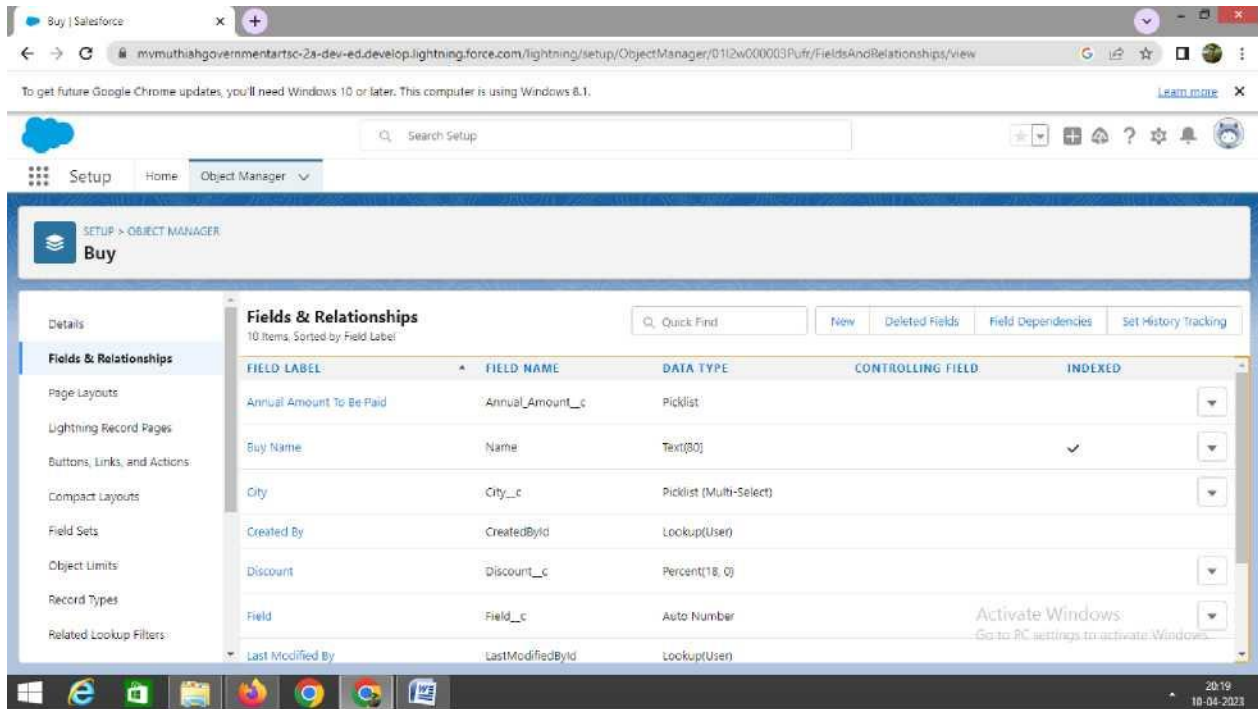 Buy | Salesforce
mvmuthiahgovernmentartsc-2a-dev-ed.develop.lightning.force.com/lightning/setup/ObjectManager/01I2w000003Pufr/FieldsAndRelationships/view
To get future Google Chrome updates, you'll need Windows 10 or later. This computer is using Windows 8.1.
Learn more
Search Setup
Setup
Home
Object Manager
SETUP > OBJECT MANAGER
Buy
Details
Fields & Relationships
Page Layouts
Lightning Record Pages
Buttons, Links, and Actions
Compact Layouts
Field Sets
Object Limits
Record Types
Related Lookup Filters
Fields & Relationships
10 Items, Sorted by Field Label
Quick Find
New
Deleted Fields
Field Dependencies
Set History Tracking
FIELD LABEL FIELD NAME DATA TYPE CONTROLLING FIELD INDEXED
Annual Amount To Be Paid Annual_Amount__c Picklist
Buy Name Name Text(80)
City City__c Picklist (Multi-Select)
Created By CreatedById Lookup(User)
Discount Discount__c Percent(18, 0)
Field Field__c Auto Number
Last Modified By LastModifiedById Lookup(User)
Activate Windows
Go to PC settings to activate Windows.
20:19
10-04-2023